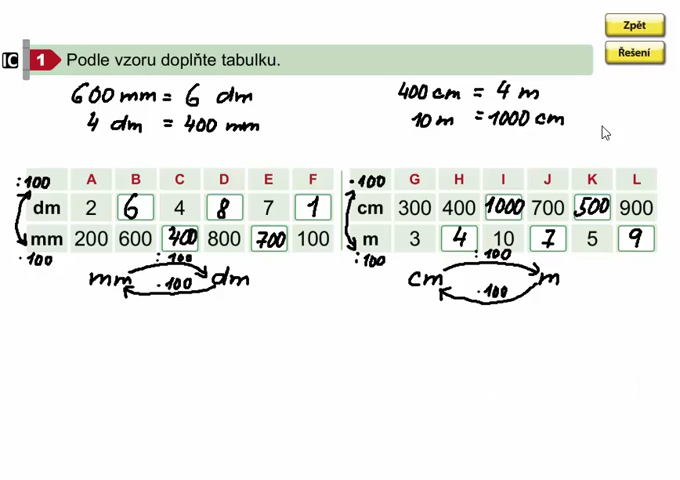 Zpět
Řešení
1 Podle vzoru doplňte tabulku.
600 mm = 6 dm
4 dm = 400 mm
400 cm = 4 m
10 m = 1000 cm
:100 A B C D E F
dm 2 6 4 8 7 1
mm 200 600 400 800 700 100
·100
·100 G H I J K L
cm 300 400 1000 700 500 900
m 3 4 10 7 5 9
:100
:100
mm dm
·100
:100
cm m
·100